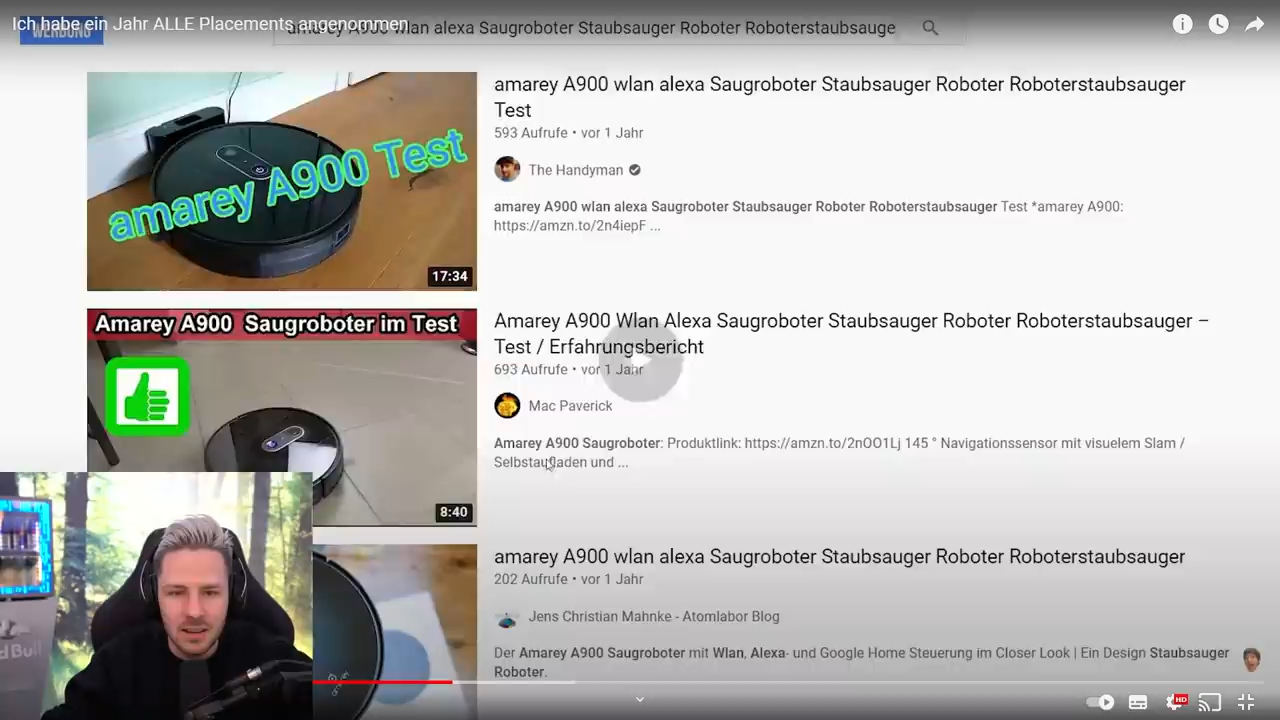 Ich habe ein Jahr ALLE Placements angenommen
WERBUNG
amarey A900 wlan alexa Saugroboter Staubsauger Roboter Roboterstaubsauge
amarey A900 Test
17:34
amarey A900 wlan alexa Saugroboter Staubsauger Roboter Roboterstaubsauger
Test
593 Aufrufe • vor 1 Jahr
The Handyman
amarey A900 wlan alexa Saugroboter Staubsauger Roboter Roboterstaubsauger Test *amarey A900:
https://amzn.to/2n4iepF ...
Amarey A900 Saugroboter im Test
8:40
Amarey A900 Wlan Alexa Saugroboter Staubsauger Roboter Roboterstaubsauger –
Test / Erfahrungsbericht
693 Aufrufe • vor 1 Jahr
Mac Paverick
Amarey A900 Saugroboter: Produktlink: https://amzn.to/2nOO1Lj 145 ° Navigationssensor mit visuelem Slam /
Selbstaufladen und ...
amarey A900 wlan alexa Saugroboter Staubsauger Roboter Roboterstaubsauger
202 Aufrufe • vor 1 Jahr
Jens Christian Mahnke - Atomlabor Blog
Der Amarey A900 Saugroboter mit Wlan, Alexa- und Google Home Steuerung im Closer Look | Ein Design Staubsauger
Roboter.
amarey
dBull
HD